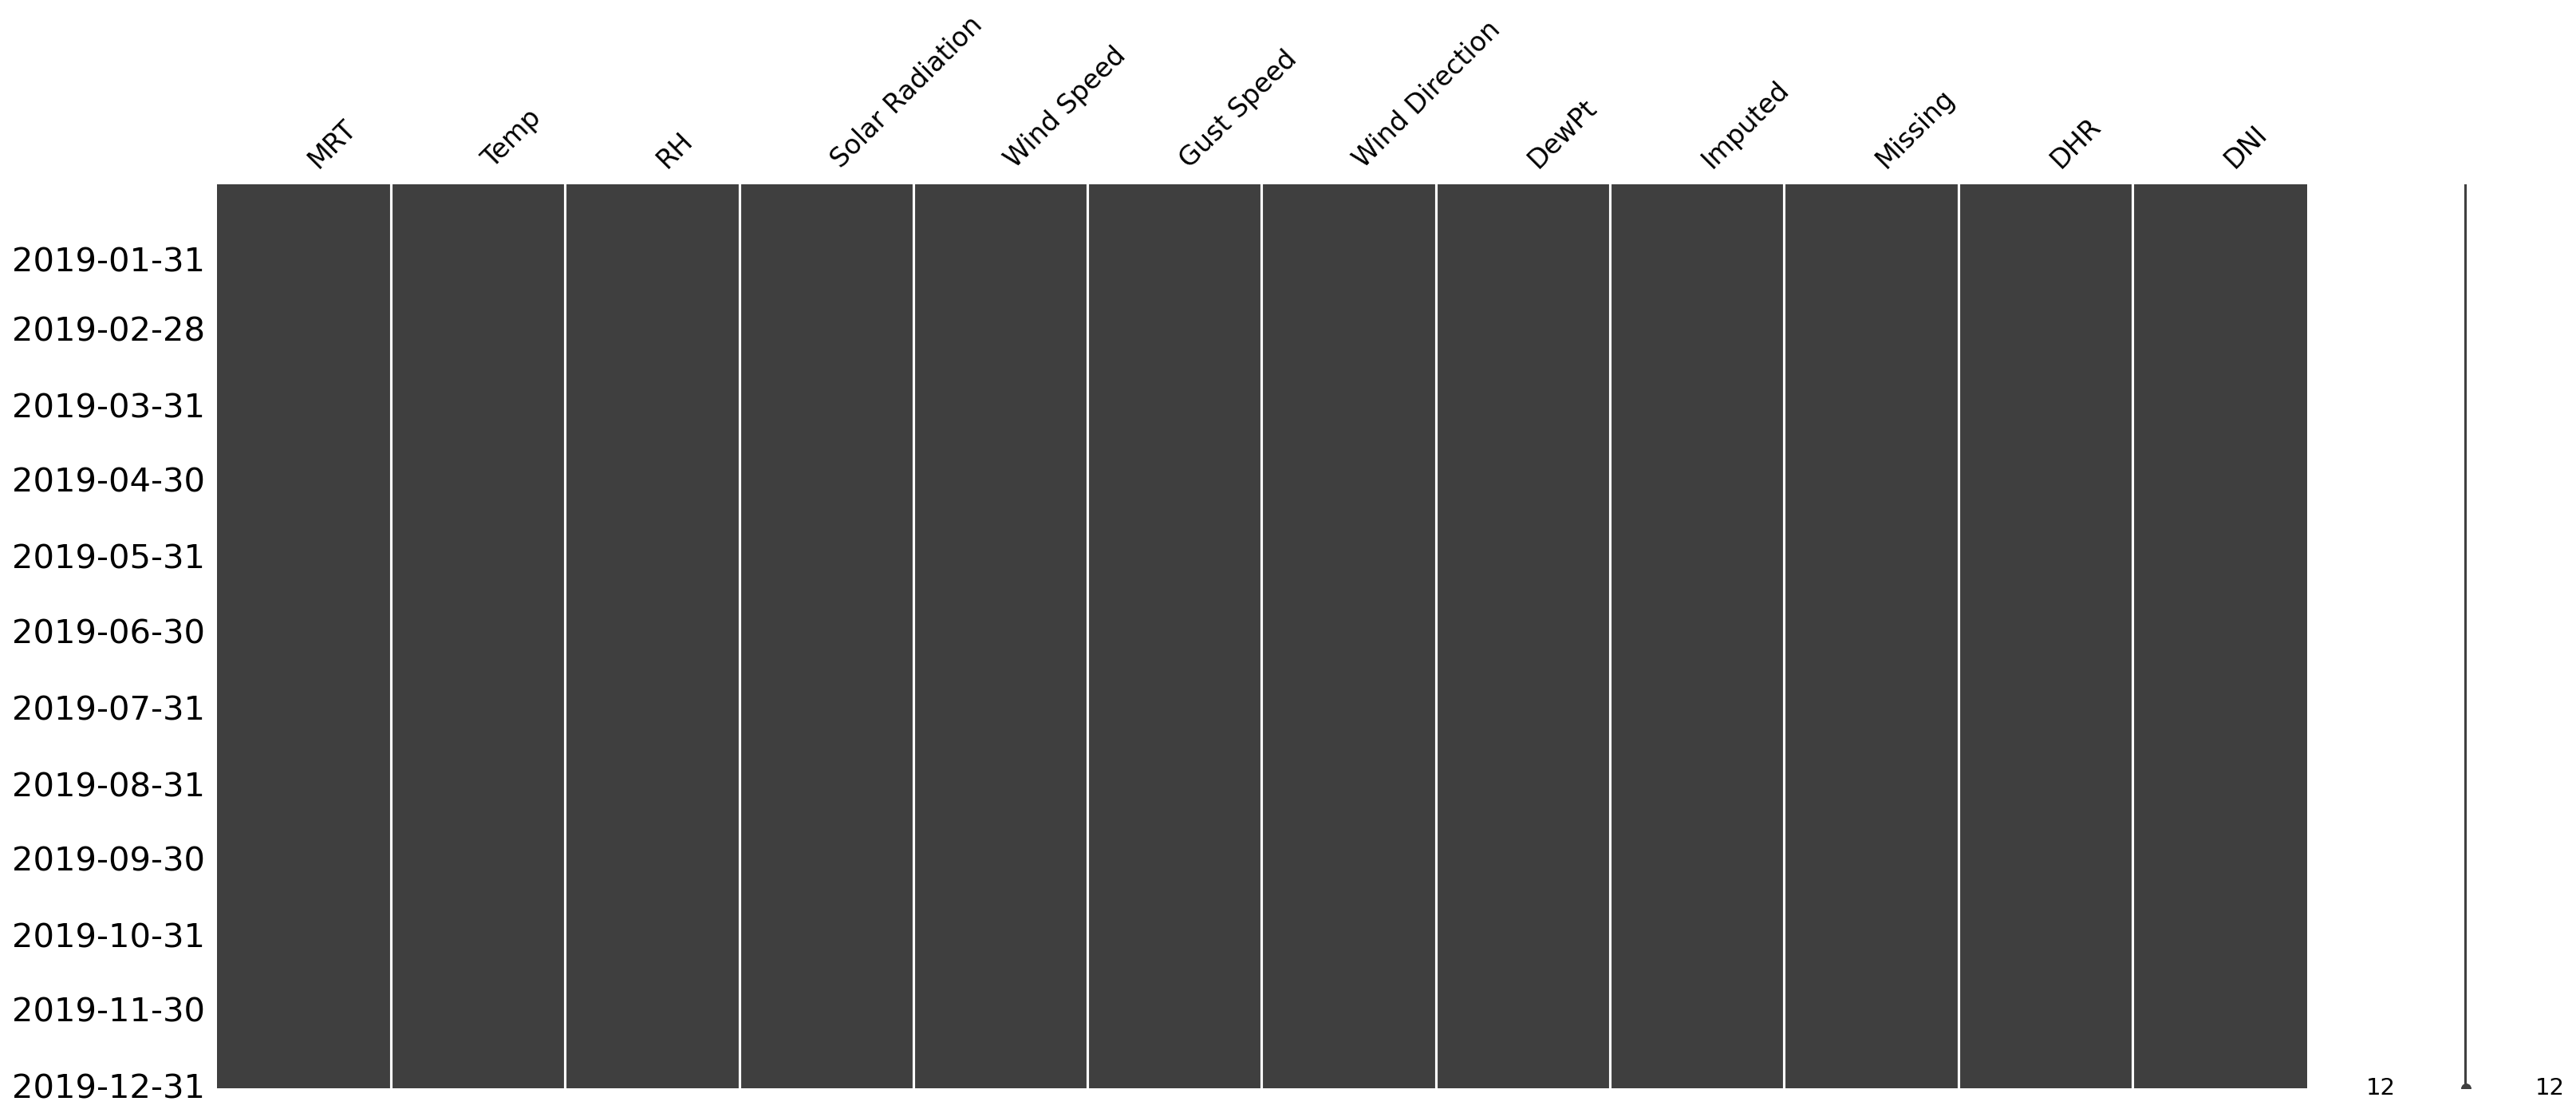 MRT
Temp
RH
Solar Radiation
Wind Speed
Gust Speed
Wind Direction
DewPt
Imputed
Missing
DHR
DNI
2019-01-31
2019-02-28
2019-03-31
2019-04-30
2019-05-31
2019-06-30
2019-07-31
2019-08-31
2019-09-30
2019-10-31
2019-11-30
2019-12-31
12
12